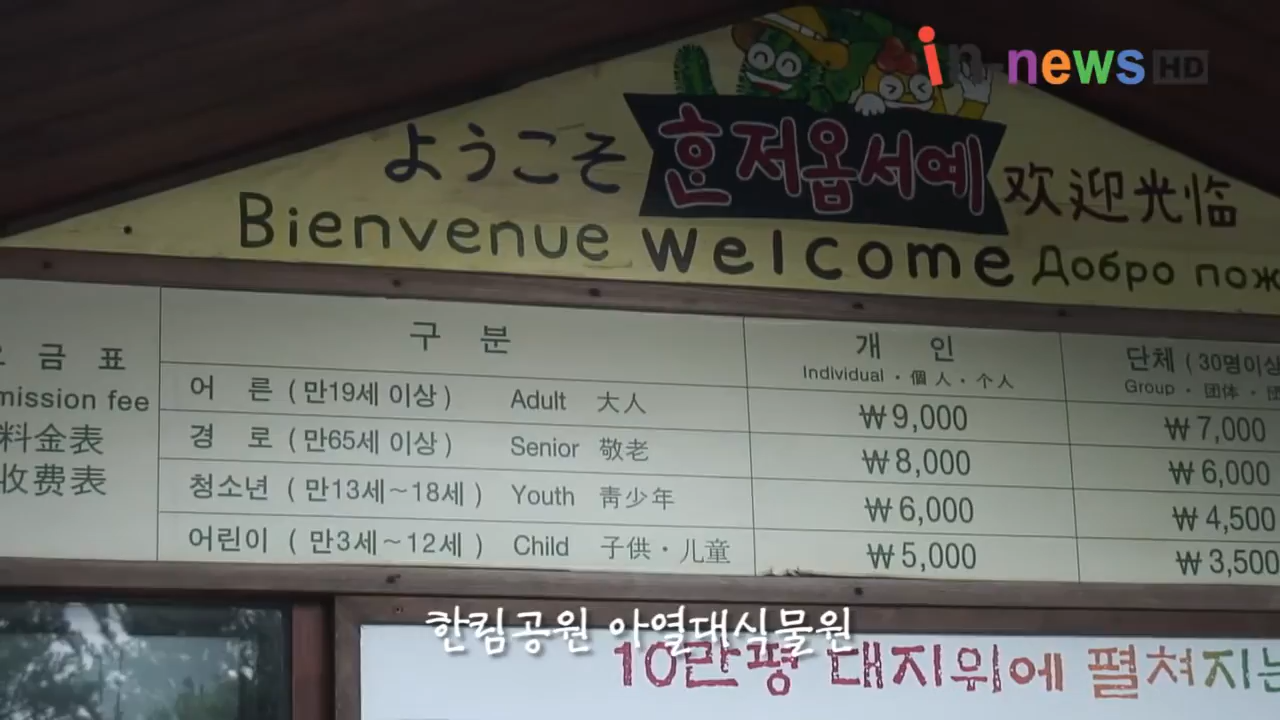 in news HD
ようこそ 혼저옵서예 欢迎光临
Bienvenue welcome Добро
금 표
fee
料金表
收费表
구 분
개 인
Individual · 個人 · 个人
단체 (30명이상
Group · 団体 ·
어 른 (만19세 이상) Adult 大人 ₩9,000 ₩7,000
경 로 (만65세 이상) Senior 敬老 ₩8,000 ₩6,000
청소년 (만13세~18세) Youth 靑少年 ₩6,000 ₩4,500
어린이 (만3세~12세) Child 子供 · 儿童 ₩5,000 ₩3,500
한림공원 아열대식물원
10만평 대지위에 펼쳐지는